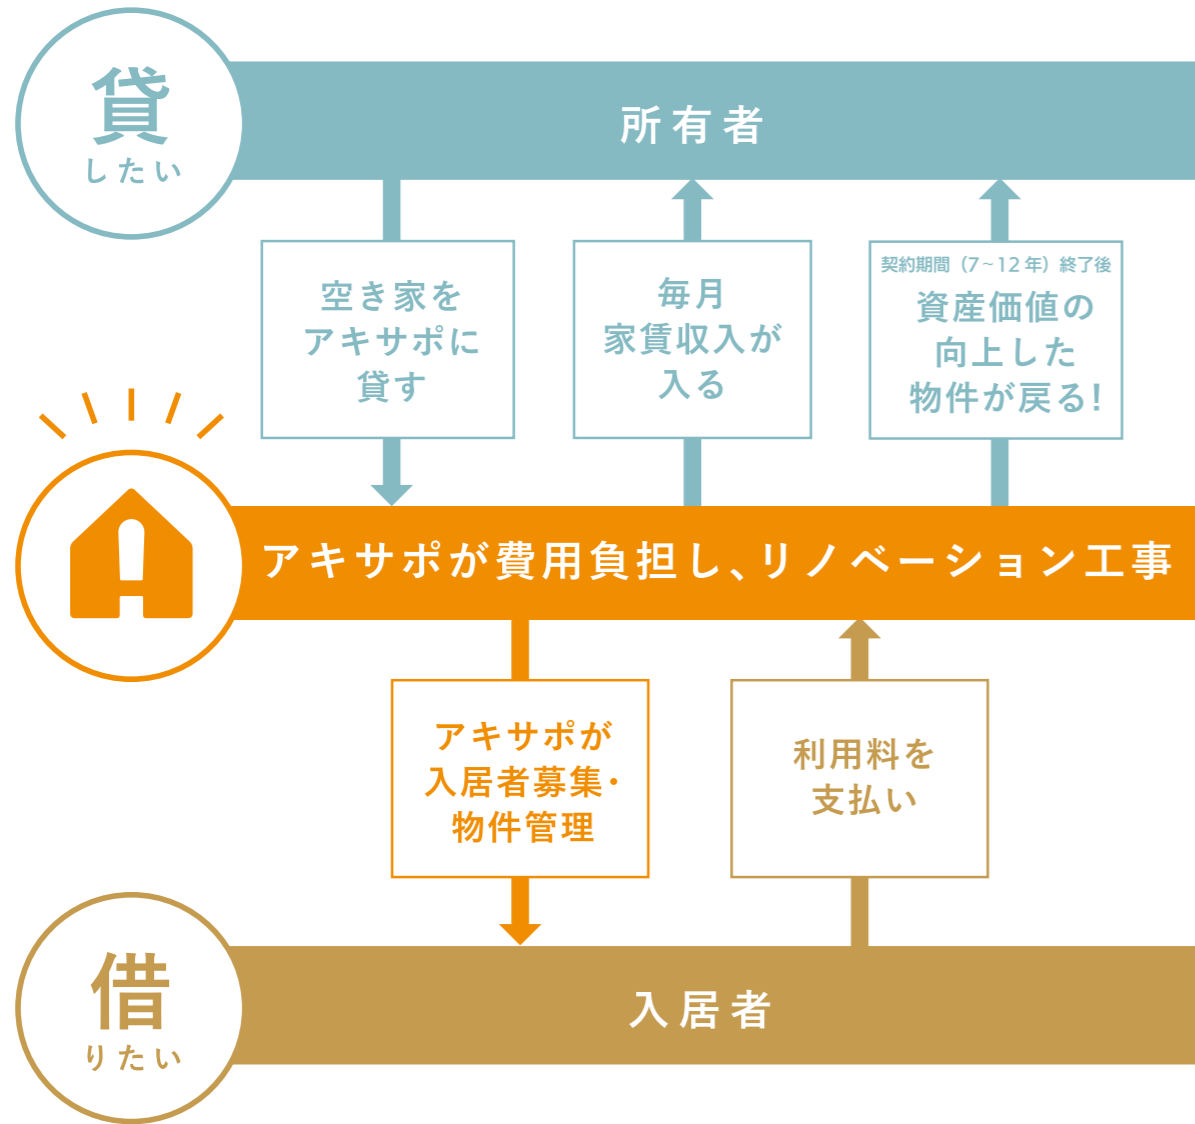 貸
したい
所有者
空き家を
アキサポに
貸す
毎月
家賃収入が
入る
契約期間（7~12年）終了後
資産価値の
向上した
物件が戻る!
アキサポが費用負担し、リノベーション工事
アキサポが
入居者募集・
物件管理
利用料を
支払い
借
りたい
入居者